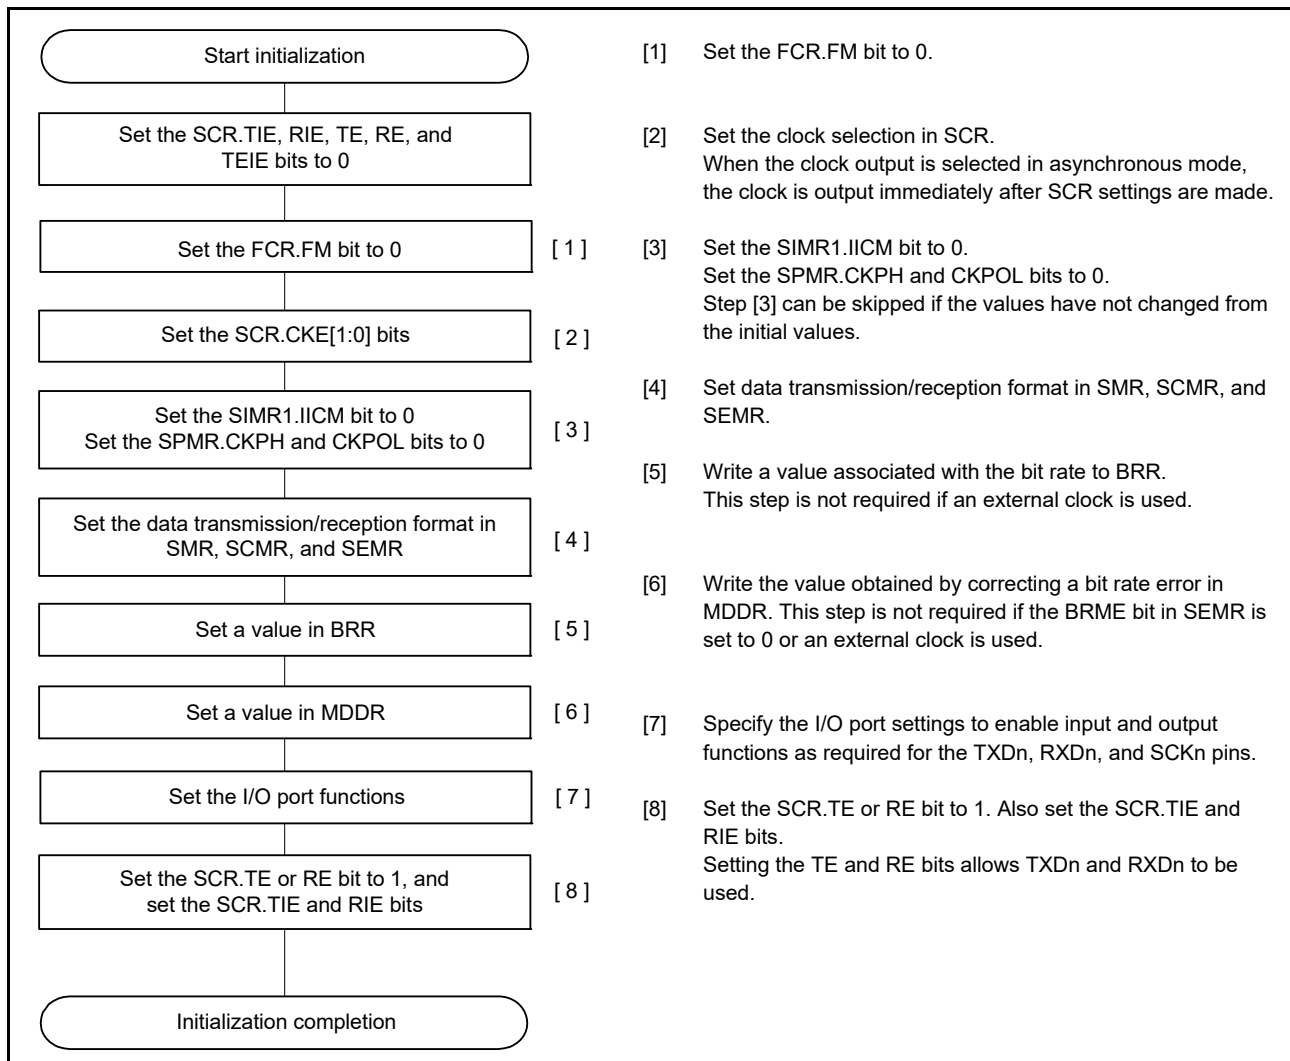 Start initialization
Set the SCR.TIE, RIE, TE, RE, and
TEIE bits to 0
Set the FCR.FM bit to 0
[ 1 ]
Set the SCR.CKE[1:0] bits
[ 2 ]
Set the SIMR1.IICM bit to 0
Set the SPMR.CKPH and CKPOL bits to 0
[ 3 ]
Set the data transmission/reception format in
SMR, SCMR, and SEMR
[ 4 ]
Set a value in BRR
[ 5 ]
Set a value in MDDR
[ 6 ]
Set the I/O port functions
[ 7 ]
Set the SCR.TE or RE bit to 1, and
set the SCR.TIE and RIE bits
[ 8 ]
Initialization completion
[1] Set the FCR.FM bit to 0.
[2] Set the clock selection in SCR.
When the clock output is selected in asynchronous mode,
the clock is output immediately after SCR settings are made.
[3] Set the SIMR1.IICM bit to 0.
Set the SPMR.CKPH and CKPOL bits to 0.
Step [3] can be skipped if the values have not changed from
the initial values.
[4] Set data transmission/reception format in SMR, SCMR, and
SEMR.
[5] Write a value associated with the bit rate to BRR.
This step is not required if an external clock is used.
[6] Write the value obtained by correcting a bit rate error in
MDDR. This step is not required if the BRME bit in SEMR is
set to 0 or an external clock is used.
[7] Specify the I/O port settings to enable input and output
functions as required for the TXDn, RXDn, and SCKn pins.
[8] Set the SCR.TE or RE bit to 1. Also set the SCR.TIE and
RIE bits.
Setting the TE and RE bits allows TXDn and RXDn to be
used.